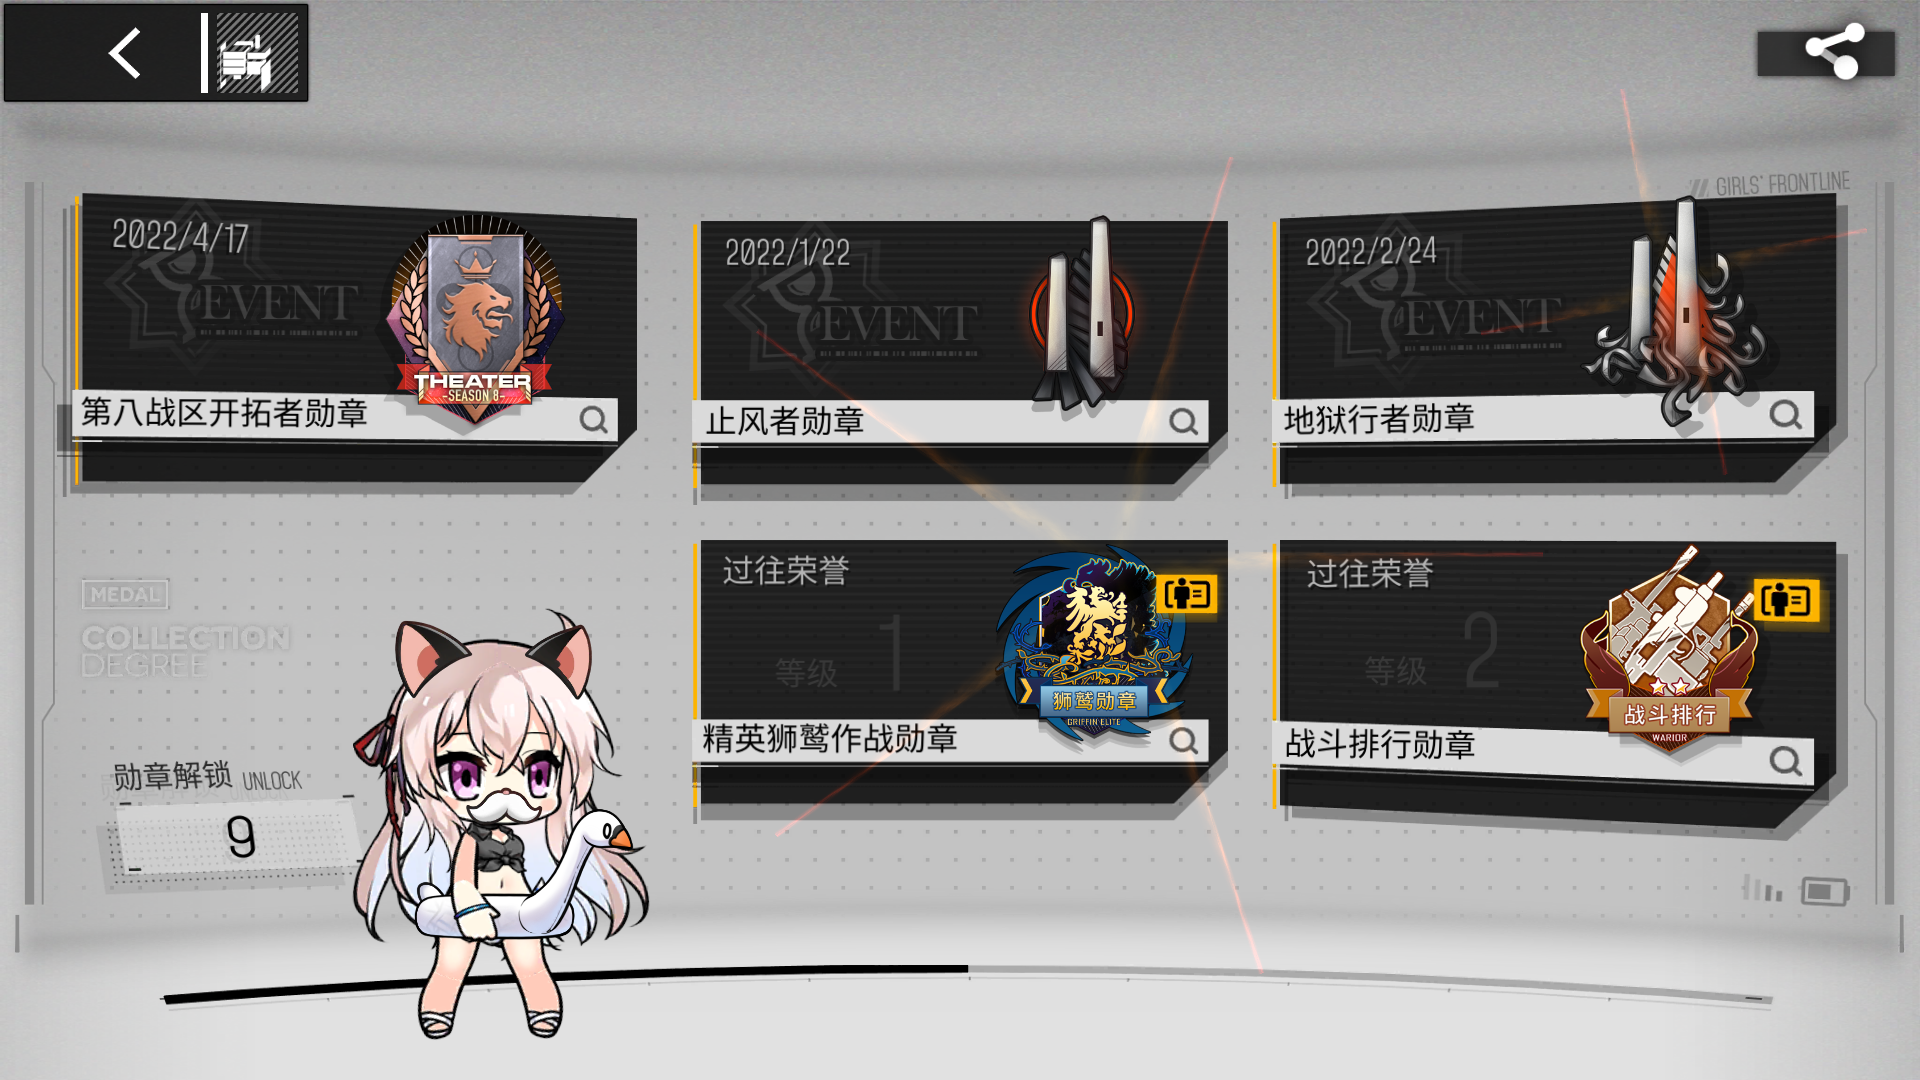 GIRLS' FRONTLINE
2022/4/17
EVENT
THEATER
-SEASON 8-
第八战区开拓者勋章
2022/1/22
EVENT
止风者勋章
2022/2/24
EVENT
地狱行者勋章
MEDAL
COLLECTION
DEGREE
勋章解锁 UNLOCK
9
过往荣誉
等级 1
狮鹫勋章
GRIFFIN ELITE
精英狮鹫作战勋章
过往荣誉
等级 2
战斗排行
WARIOR
战斗排行勋章